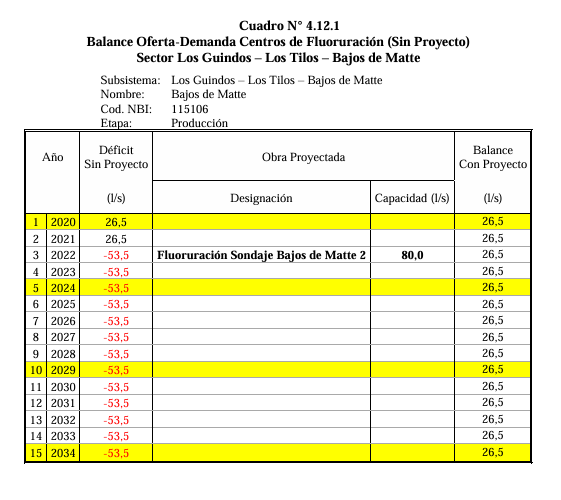 Cuadro N° 4.12.1
Balance Oferta-Demanda Centros de Fluoruración (Sin Proyecto)
Sector Los Guindos – Los Tilos – Bajos de Matte
Subsistema: Los Guindos – Los Tilos – Bajos de Matte
Nombre: Bajos de Matte
Cod. NBI: 115106
Etapa: Producción
Año Déficit Sin Proyecto Obra Proyectada Balance Con Proyecto
(l/s) Designación Capacidad (l/s) (l/s)
1 2020 26,5 26,5
2 2021 26,5 26,5
3 2022 -53,5 Fluoruración Sondaje Bajos de Matte 2 80,0 26,5
4 2023 -53,5 26,5
5 2024 -53,5 26,5
6 2025 -53,5 26,5
7 2026 -53,5 26,5
8 2027 -53,5 26,5
9 2028 -53,5 26,5
10 2029 -53,5 26,5
11 2030 -53,5 26,5
12 2031 -53,5 26,5
13 2032 -53,5 26,5
14 2033 -53,5 26,5
15 2034 -53,5 26,5